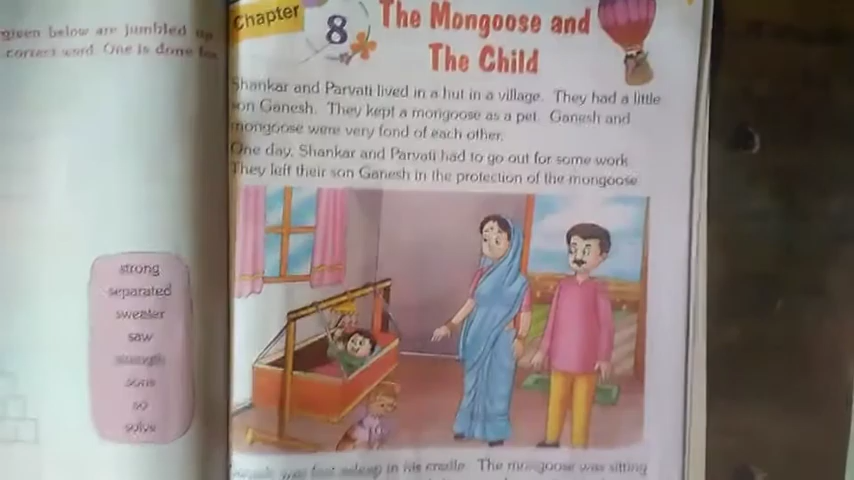 given below are jumbled up
correct word. One is done for
strong
separated
sweater
saw
strength
sons
so
solve
Chapter
8
The Mongoose and
The Child
Shankar and Parvati lived in a hut in a village. They had a little
son Ganesh. They kept a mongoose as a pet. Ganesh and
mongoose were very fond of each other.
One day, Shankar and Parvati had to go out for some work
They left their son Ganesh in the protection of the mongoose
was fast asleep in his cradle. The mongoose was sitting